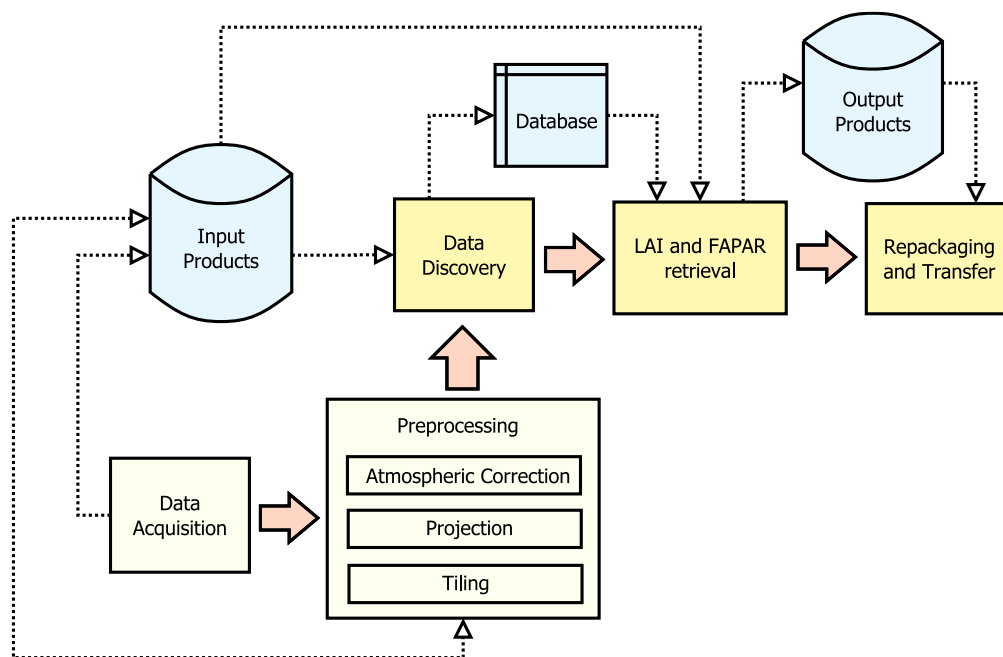 Output
Products
Database
Input
Products
Data
Discovery
LAI and FAPAR
retrieval
Repackaging
and Transfer
Preprocessing
Atmospheric Correction
Data
Acquisition
Projection
Tiling